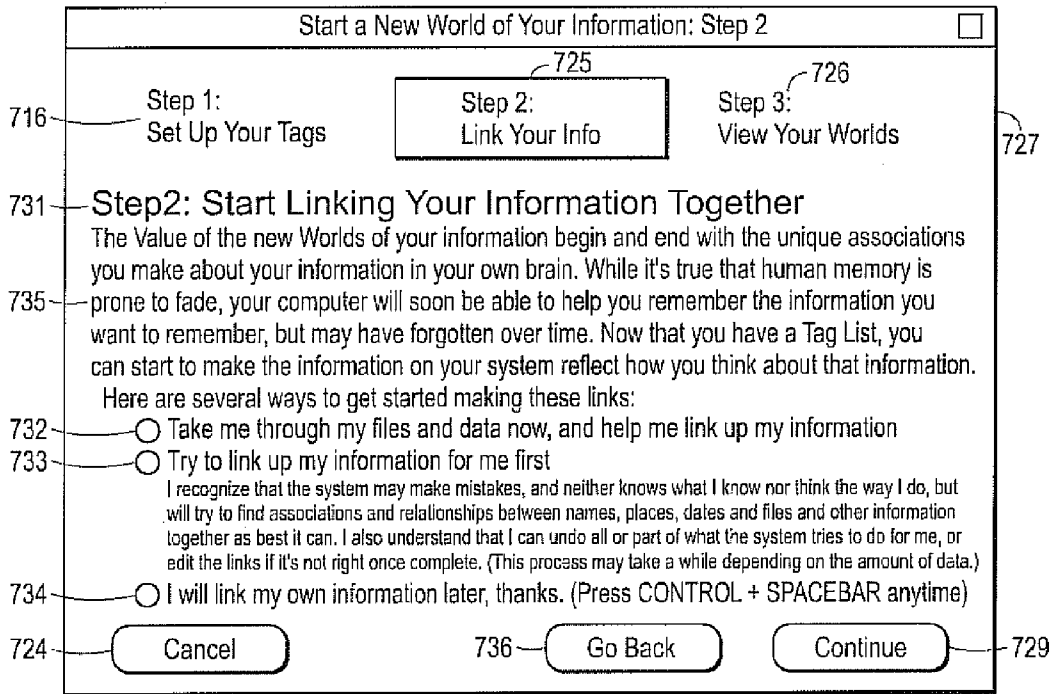 Start a New World of Your Information: Step 2
725
726
716
Step 1:
Set Up Your Tags
Step 2:
Link Your Info
Step 3:
View Your Worlds
727
731
Step2: Start Linking Your Information Together
The Value of the new Worlds of your information begin and end with the unique associations
you make about your information in your own brain. While it's true that human memory is
735
prone to fade, your computer will soon be able to help you remember the information you
want to remember, but may have forgotten over time. Now that you have a Tag List, you
can start to make the information on your system reflect how you think about that information.
Here are several ways to get started making these links:
732
Take me through my files and data now, and help me link up my information
733
Try to link up my information for me first
I recognize that the system may make mistakes, and neither knows what I know nor think the way I do, but
will try to find associations and relationships between names, places, dates and files and other information
together as best it can. I also understand that I can undo all or part of what the system tries to do for me, or
edit the links if it's not right once complete. (This process may take a while depending on the amount of data.)
734
I will link my own information later, thanks. (Press CONTROL + SPACEBAR anytime)
724
Cancel
736
Go Back
Continue
729